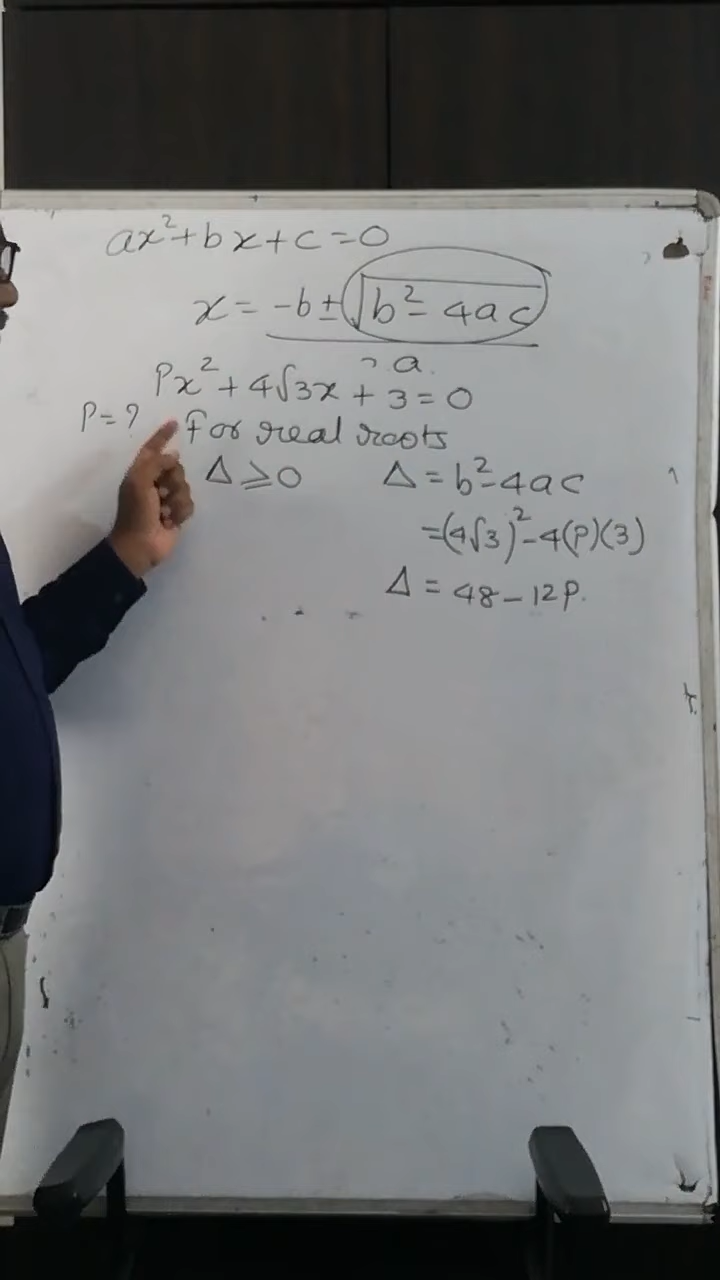 ax²+bx+c=0
x = -b ± √b²-4ac
a
Px² + 4√3x + 3 = 0
P=? For real roots
Δ ⩾ 0 Δ = b²-4ac
=(4√3)²-4(P)(3)
Δ = 48-12P.